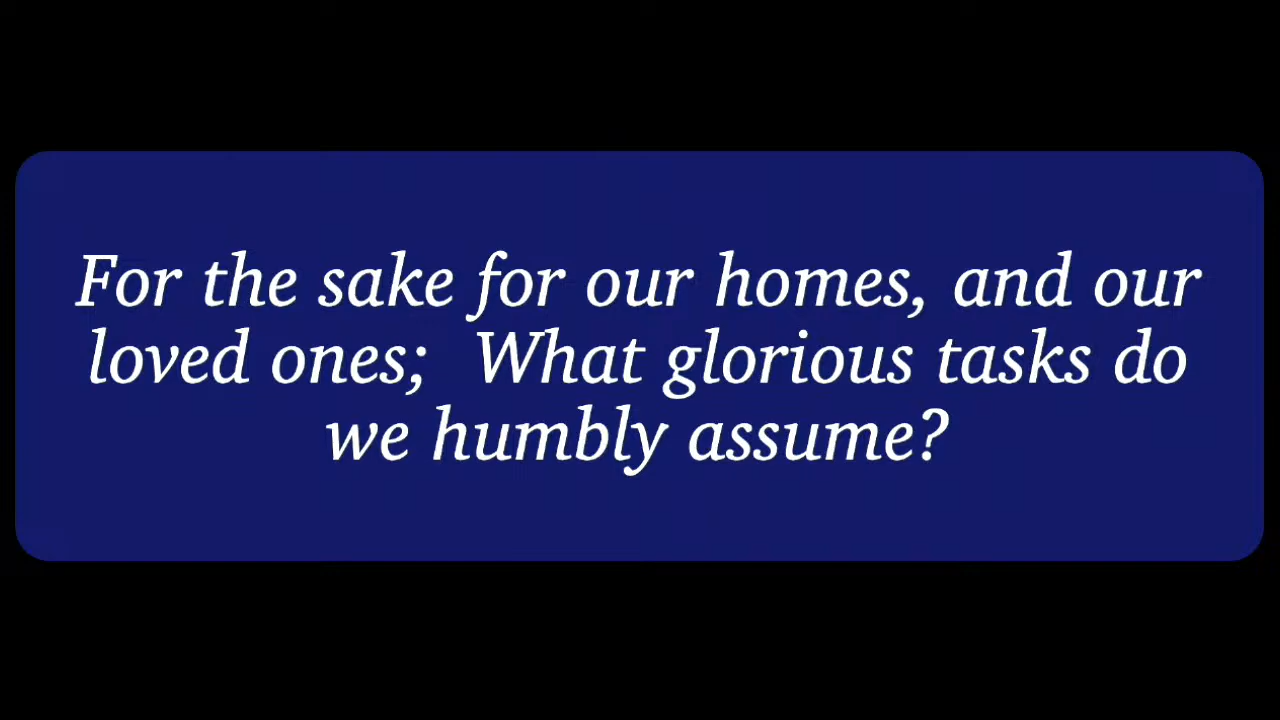 For the sake for our homes, and our
loved ones;  What glorious tasks do
we humbly assume?